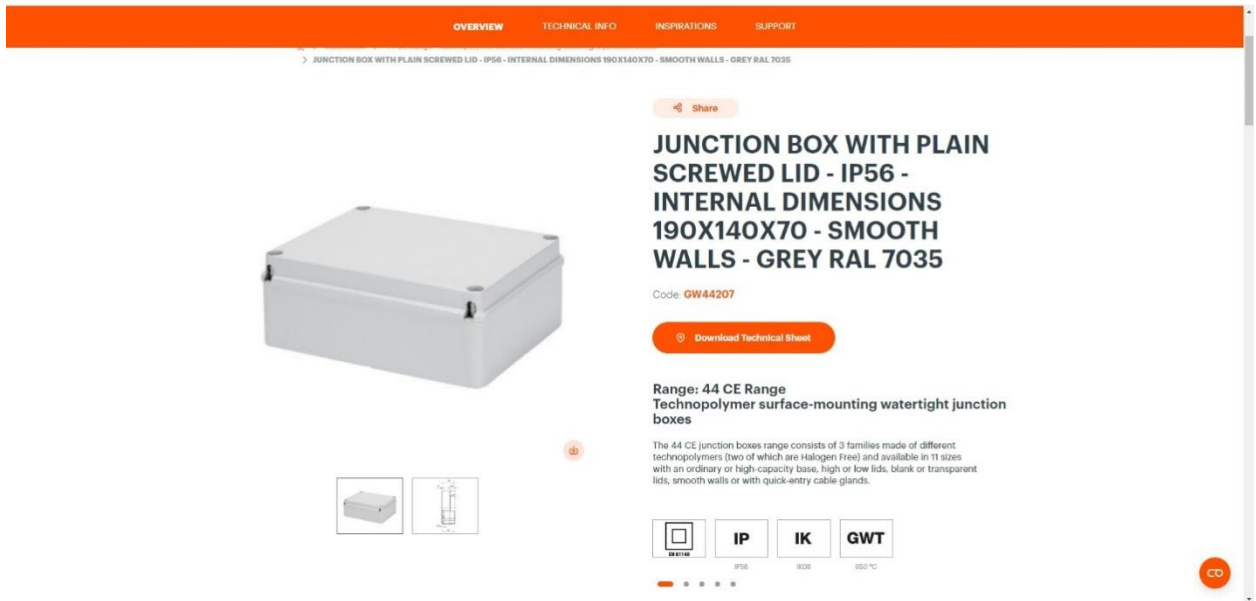 OVERVIEW TECHNICAL INFO INSPIRATIONS SUPPORT
> JUNCTION BOX WITH PLAIN SCREWED LID - IP56 - INTERNAL DIMENSIONS 190X140X70 - SMOOTH WALLS - GREY RAL 7035
Share
JUNCTION BOX WITH PLAIN
SCREWED LID - IP56 -
INTERNAL DIMENSIONS
190X140X70 - SMOOTH
WALLS - GREY RAL 7035
Code: GW44207
Download Technical Sheet
Range: 44 CE Range
Technopolymer surface-mounting watertight junction
boxes
The 44 CE junction boxes range consists of 3 families made of different
technopolymers (two of which are Halogen Free) and available in 11 sizes
with an ordinary or high-capacity base, high or low lids, blank or transparent
lids, smooth walls or with quick-entry cable glands.
EN 61140
IP IK GWT
IP56 IK08 650 °C